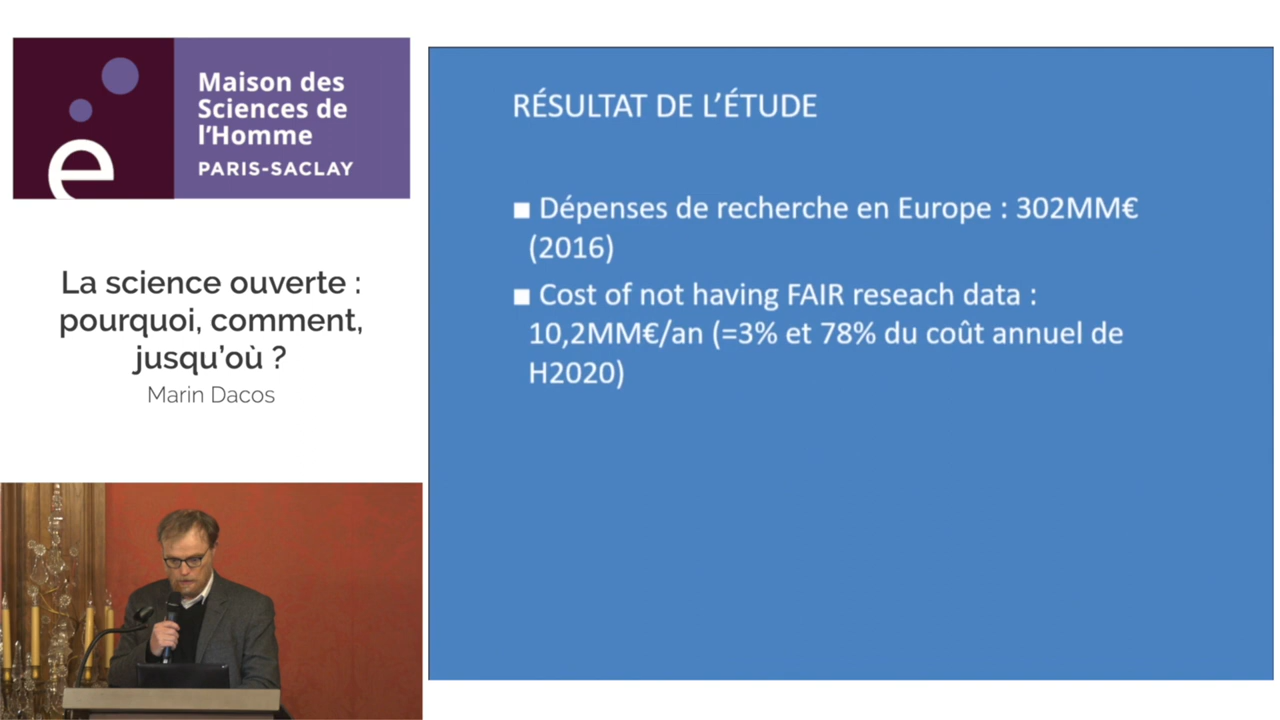 Maison des
Sciences de
l'Homme
PARIS-SACLAY
La science ouverte :
pourquoi, comment,
jusqu'où ?
Marin Dacos
RÉSULTAT DE L'ÉTUDE
■ Dépenses de recherche en Europe : 302MM€
(2016)
■ Cost of not having FAIR reseach data :
10,2MM€/an (=3% et 78% du coût annuel de
H2020)